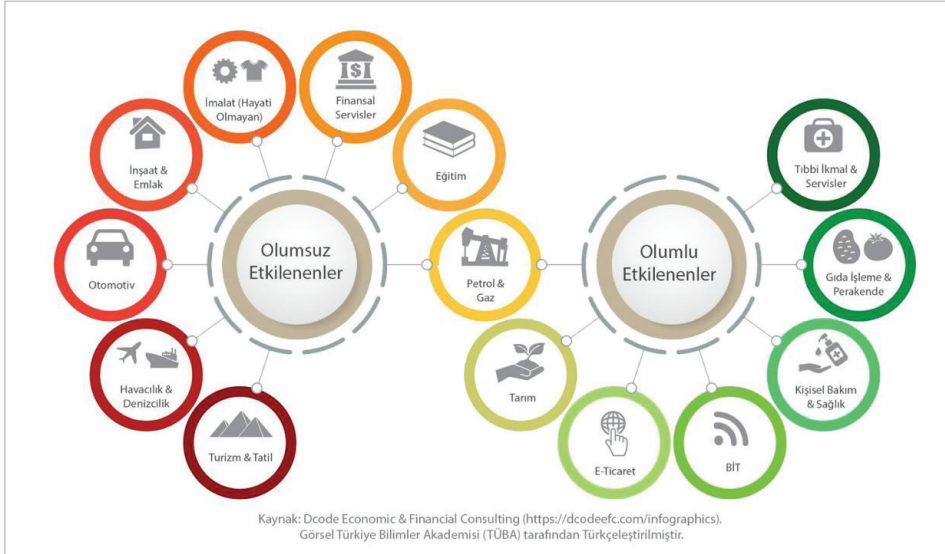 İmalat (Hayati
Olmayan)
Finansal
Servisler
İnşaat &
Emlak
Eğitim
Otomotiv
Olumsuz
Etkilenenler
Petrol &
Gaz
Havacılık &
Denizcilik
Turizm & Tatil
Olumlu
Etkilenenler
Tıbbi İkmal &
Servisler
Gıda İşleme &
Perakende
Kişisel Bakım
& Sağlık
BİT
E-Ticaret
Tarım
Kaynak: Dcode Economic & Financial Consulting (https://dcodeefc.com/infographics).
Görsel Türkiye Bilimler Akademisi (TÜBA) tarafından Türkçeleştirilmiştir.